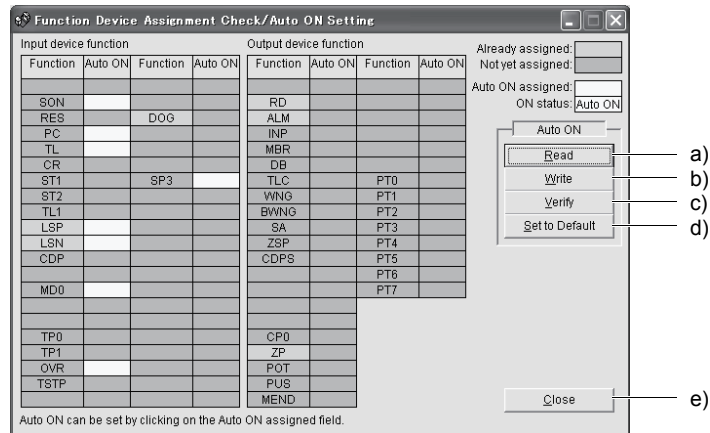 Function Device Assignment Check/Auto ON Setting
Input device function
Output device function
Already assigned:
Not yet assigned:
Auto ON assigned:
ON status: Auto ON
Function Auto ON Function Auto ON
Function Auto ON Function Auto ON
SON RD
RES DOG ALM
PC INP
TL MBR
CR DB
ST1 SP3 TLC PT0
ST2 WNG PT1
TL1 BWNG PT2
LSP SA PT3
LSN ZSP PT4
CDP CDPS PT5
PT6
MD0 PT7
TP0 CP0
TP1 ZP
OVR POT
TSTP PUS
MEND
Auto ON
Read a)
Write b)
Verify c)
Set to Default d)
Close e)
Auto ON can be set by clicking on the Auto ON assigned field.